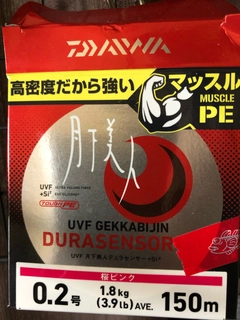 DAIWA
高密度だから強い
マッスル
MUSCLE
PE
月下美人
UVF
+Si²
TOUGH PE
UVF GEKKABIJIN
DURASENSOR
UVF 月下美人デュラセンサー+Si²
桜ピンク
0.2号
1.8kg
(3.9lb)AVE.
150m